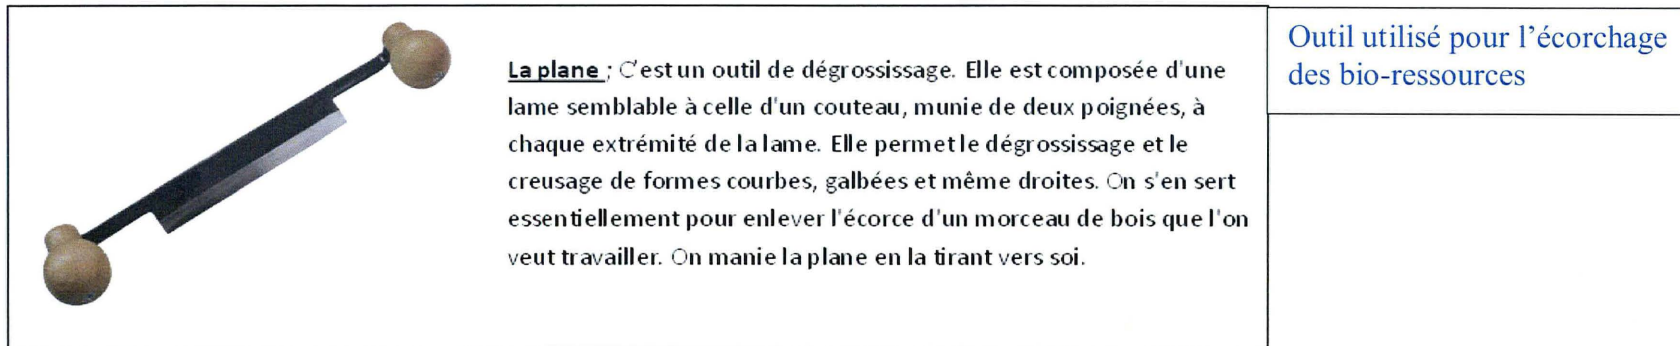 La plane ; C'est un outil de dégrossissage. Elle est composée d'une
lame semblable à celle d'un couteau, munie de deux poignées, à
chaque extrémité de la lame. Elle permet le dégrossissage et le
creusage de formes courbes, galbées et même droites. On s'en sert
essentiellement pour enlever l'écorce d'un morceau de bois que l'on
veut travailler. On manie la plane en la tirant vers soi.
Outil utilisé pour l'écorchage
des bio-ressources